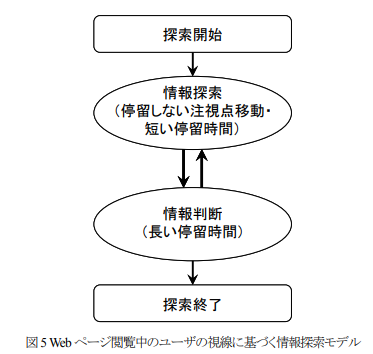 探索開始
情報探索
(停留しない注視点移動・
短い停留時間)
情報判断
(長い停留時間)
探索終了
図 5 Web ページ閲覧中のユーザの視線に基づく情報探索モデル